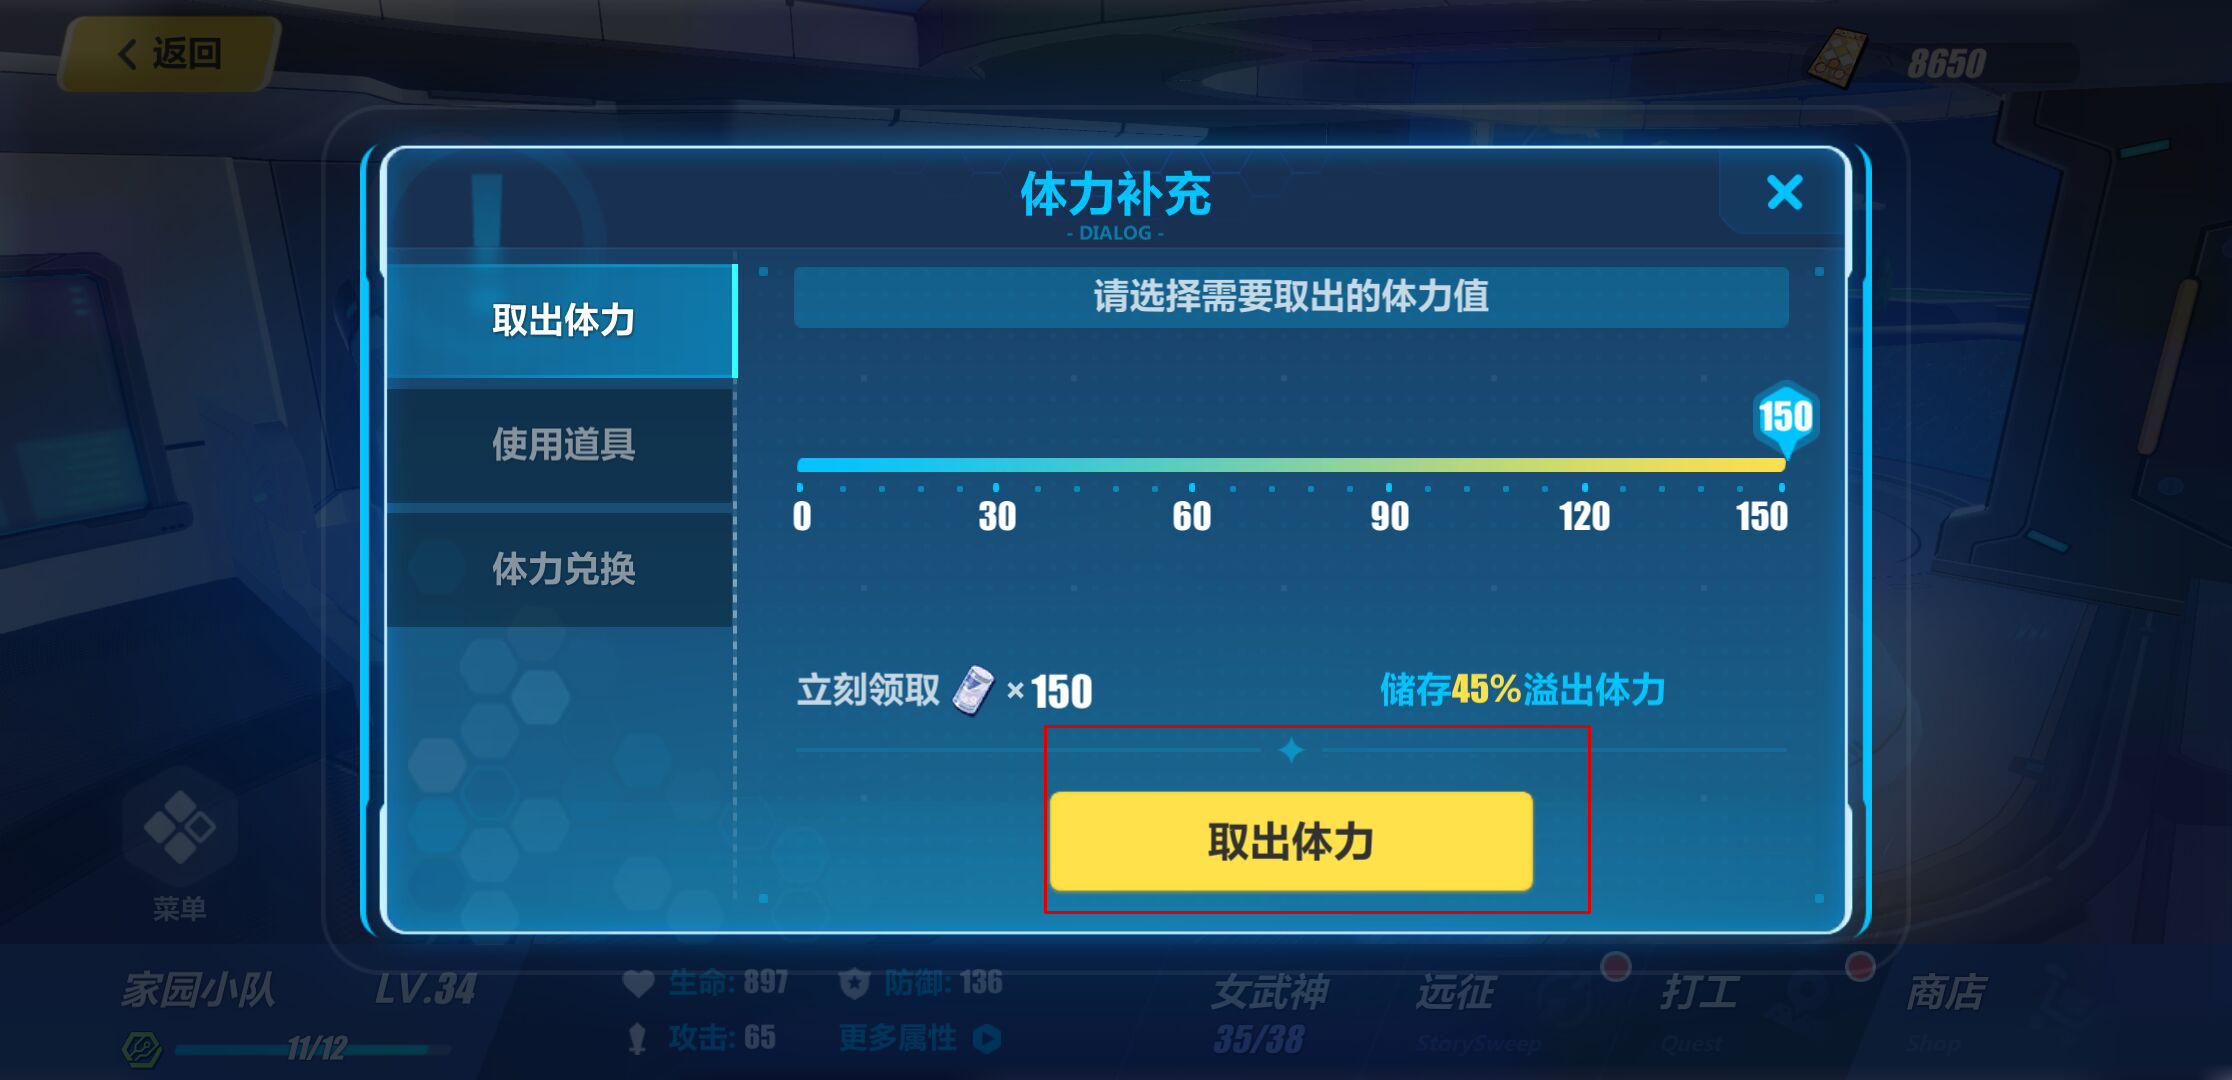 返回
8650
体力补充
- DIALOG -
取出体力
使用道具
体力兑换
请选择需要取出的体力值
150
0 30 60 90 120 150
立刻领取 ×150
储存45%溢出体力
取出体力
菜单
家园小队 LV.34
11/12
生命: 897 防御: 136
攻击: 65 更多属性
女武神
35/38
远征
StorySweep
打工
Quest
商店
Shop